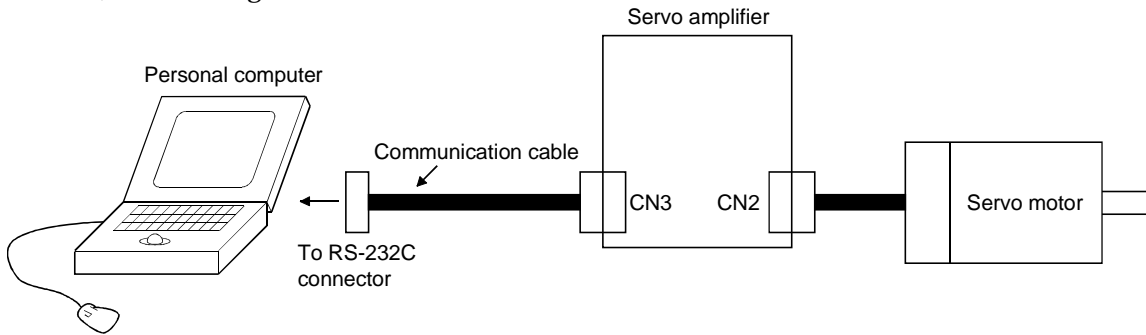 Servo amplifier
Personal computer
Communication cable
CN3
CN2
Servo motor
To RS-232C
connector